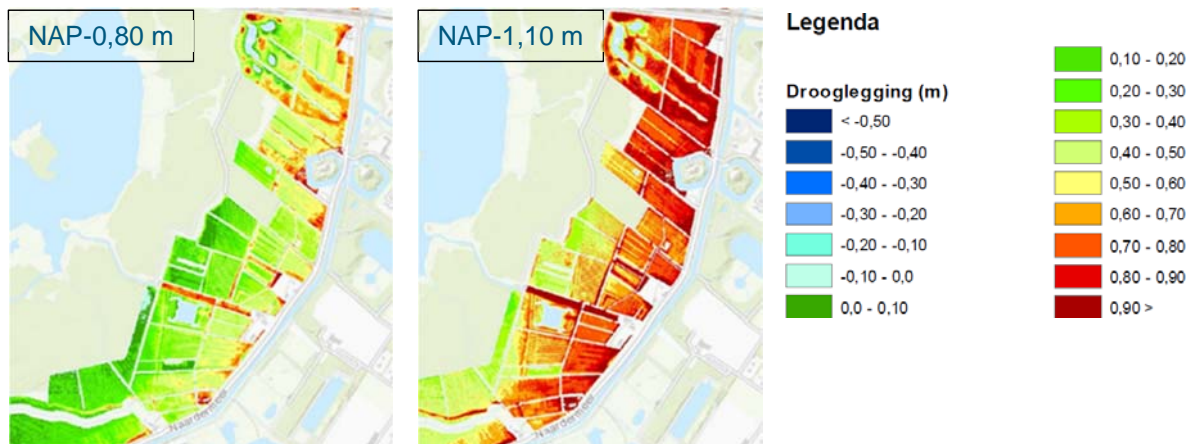 NAP-0,80 m
NAP-1,10 m
Legenda
Drooglegging (m)
< -0,50
-0,50 - -0,40
-0,40 - -0,30
-0,30 - -0,20
-0,20 - -0,10
-0,10 - 0,0
0,0 - 0,10
0,10 - 0,20
0,20 - 0,30
0,30 - 0,40
0,40 - 0,50
0,50 - 0,60
0,60 - 0,70
0,70 - 0,80
0,80 - 0,90
0,90 >
Naardermeer
Naardermeer